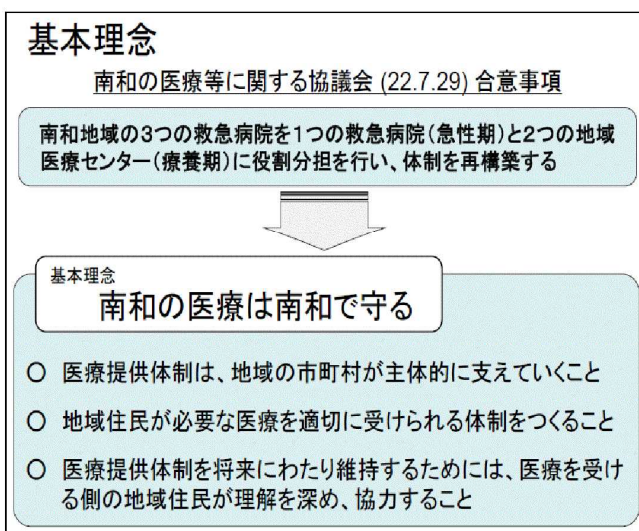 基本理念
南和の医療等に関する協議会 (22.7.29) 合意事項
南和地域の3つの救急病院を1つの救急病院(急性期)と2つの地域
医療センター(療養期)に役割分担を行い、体制を再構築する
基本理念
南和の医療は南和で守る
○ 医療提供体制は、地域の市町村が主体的に支えていくこと
○ 地域住民が必要な医療を適切に受けられる体制をつくること
○ 医療提供体制を将来にわたり維持するためには、医療を受け
る側の地域住民が理解を深め、協力すること